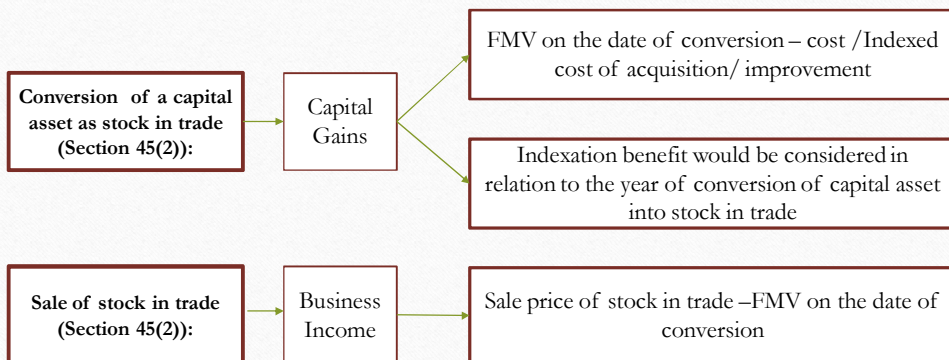 Conversion of a capital
asset as stock in trade
(Section 45(2)):
Capital
Gains
FMV on the date of conversion – cost /Indexed
cost of acquisition/ improvement
Indexation benefit would be considered in
relation to the year of conversion of capital asset
into stock in trade
Sale of stock in trade
(Section 45(2)):
Business
Income
Sale price of stock in trade –FMV on the date of
conversion